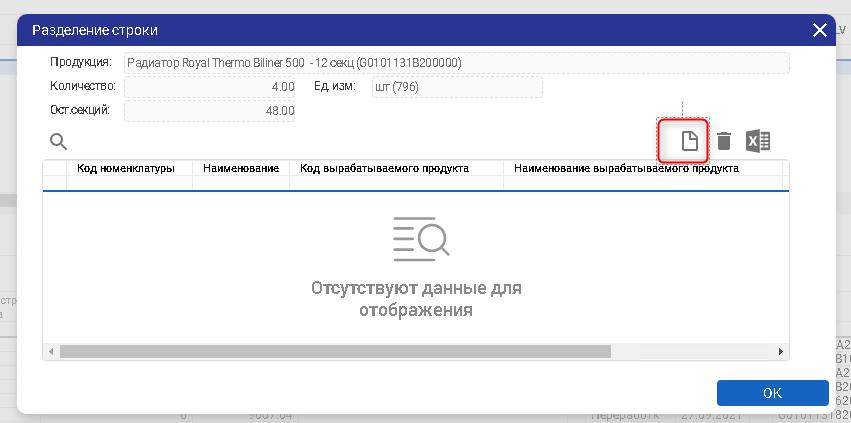 Разделение строки
LV
Продукция: Радиатор Royal Thermo Biliner 500 - 12 секц (G0101131B200000)
Количество: 4.00 Ед. изм: шт (796)
Ост.секций: 48.00
Код номенклатуры Наименование Код вырабатываемого продукта Наименование вырабатываемого продукта
Отсутствуют данные для
отображения
OK